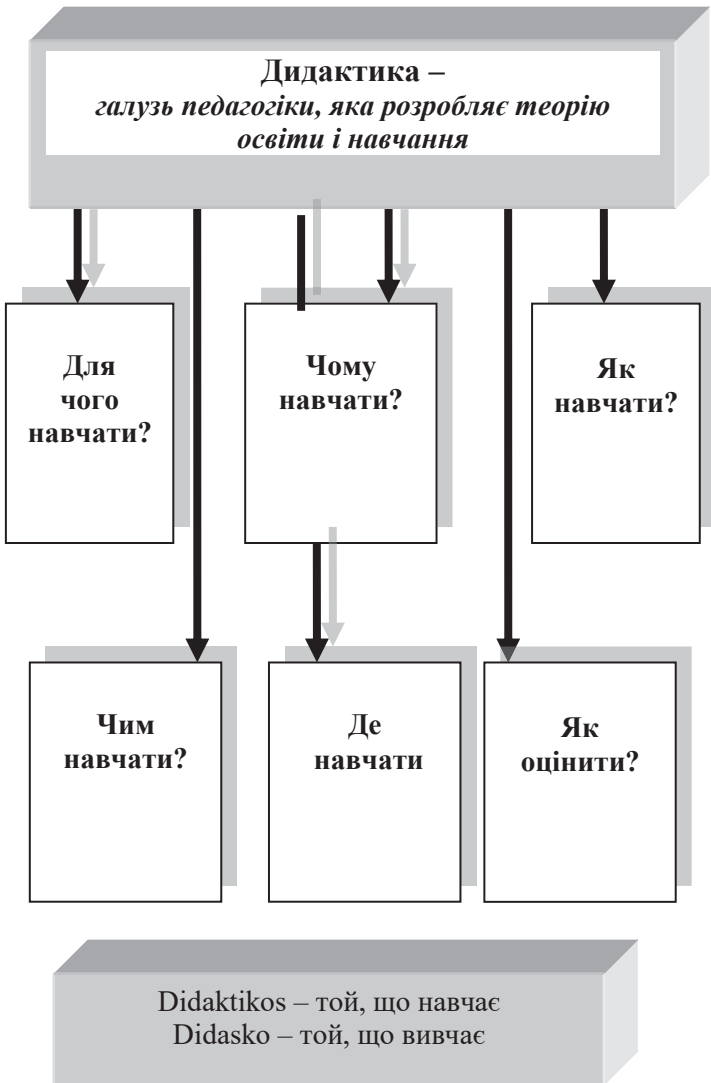 Дидактика –
галузь педагогіки, яка розробляє теорію
освіти і навчання
Для
чого
навчати?
Чому
навчати?
Як
навчати?
Чим
навчати?
Де
навчати
Як
оцінити?
Didaktikos – той, що навчає
Didasko – той, що вивчає